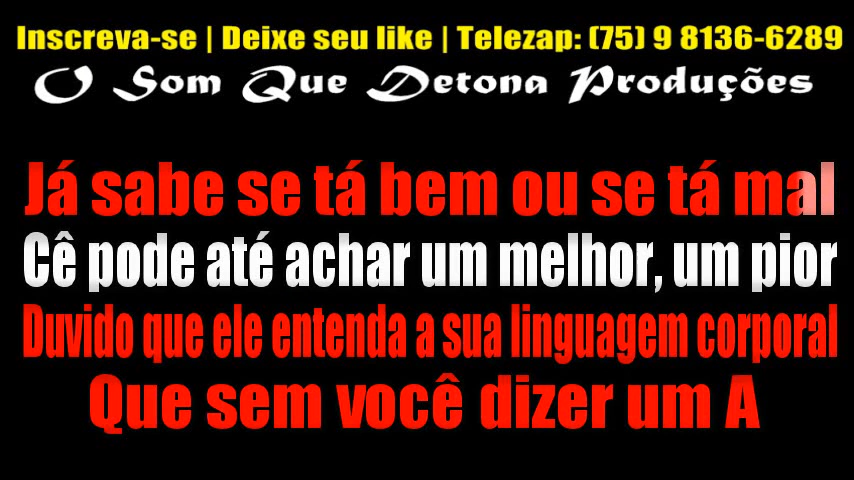 Inscreva-se | Deixe seu like | Telezap: (75) 9 8136-6289
O Som Que Detona Produções
Já sabe se tá bem ou se tá mal
Cê pode até achar um melhor, um pior
Duvido que ele entenda a sua linguagem corporal
Que sem você dizer um A